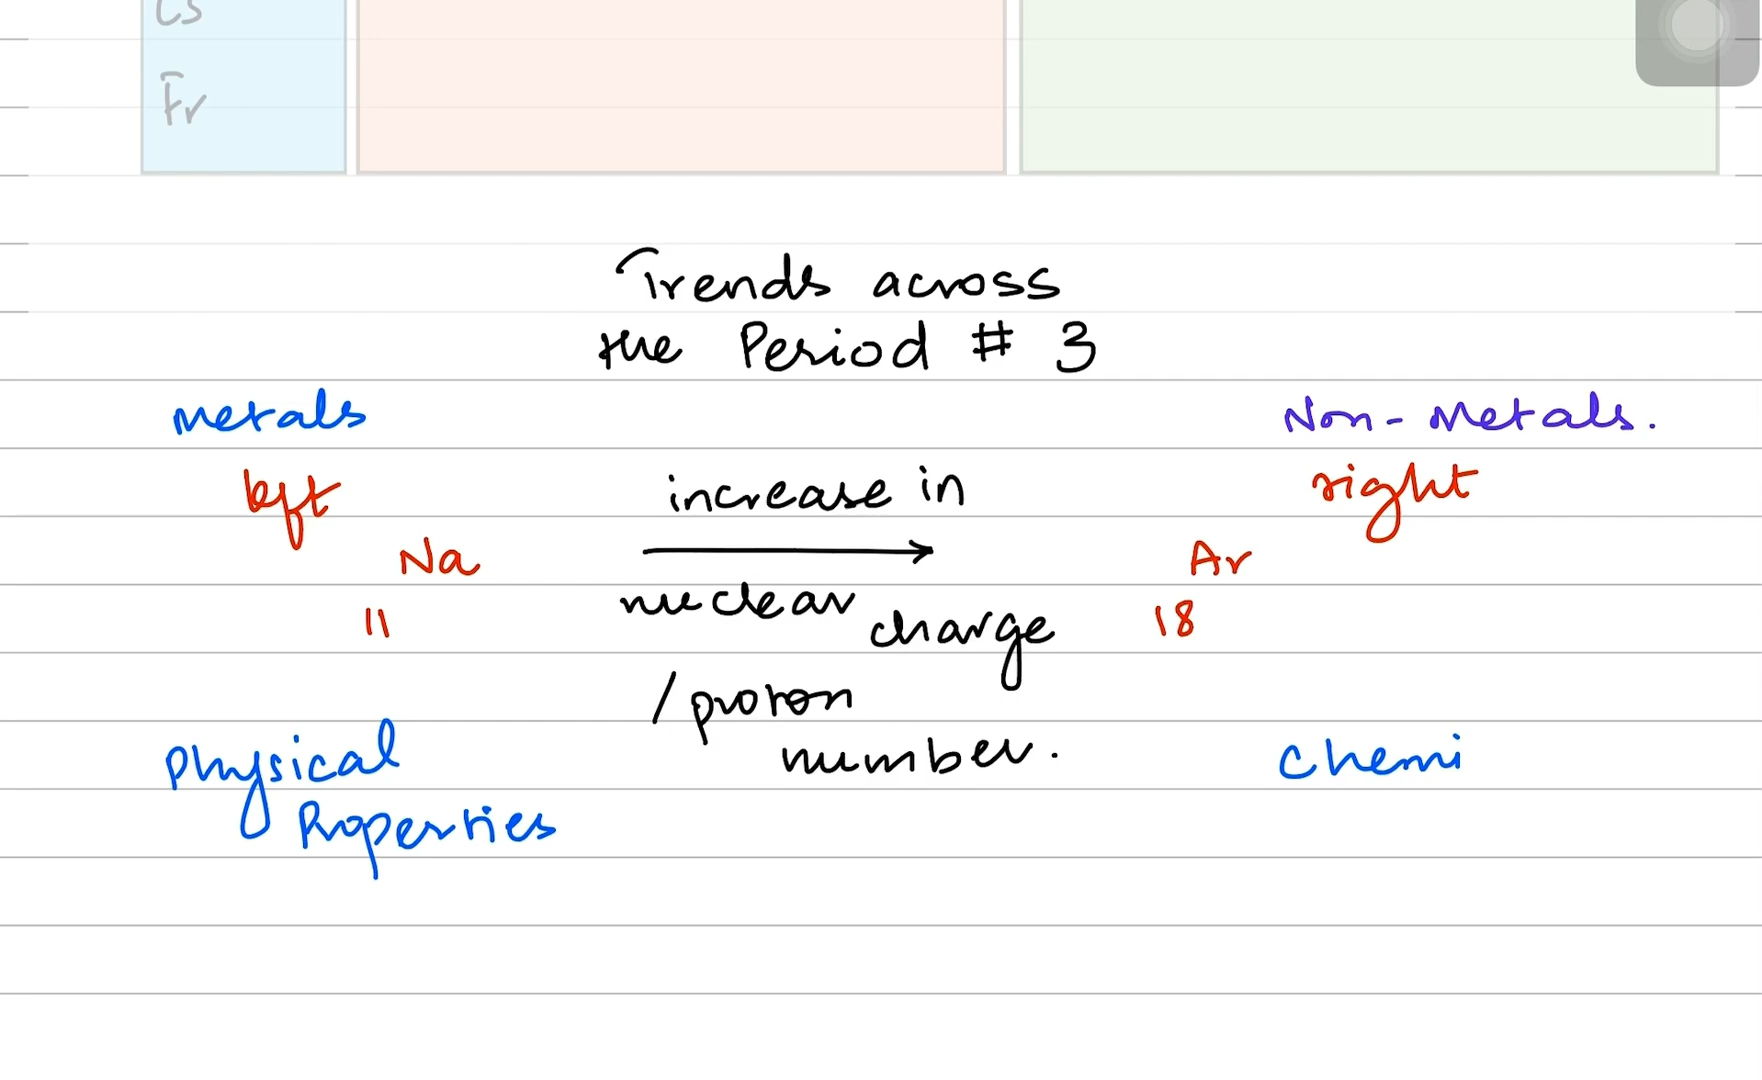 Cs
Fr
Trends across
the Period # 3
Metals
Non-Metals.
left
increase in
right
Na
Ar
11
nuclear charge
18
/proton
number.
Physical
Properties
Chemi